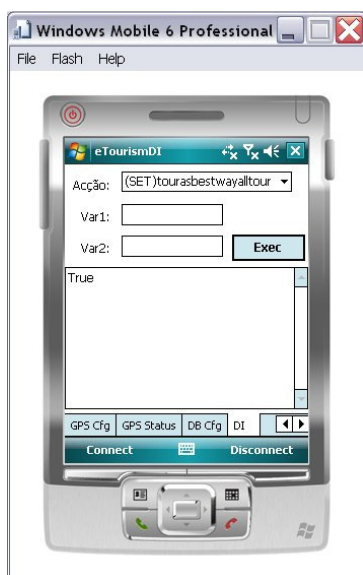 Windows Mobile 6 Professional
File Flash Help
eTourismDI
Acção: (SET)tourasbestwayalltour
Var1:
Var2: Exec
True
GPS Cfg GPS Status DB Cfg DI
Connect Disconnect